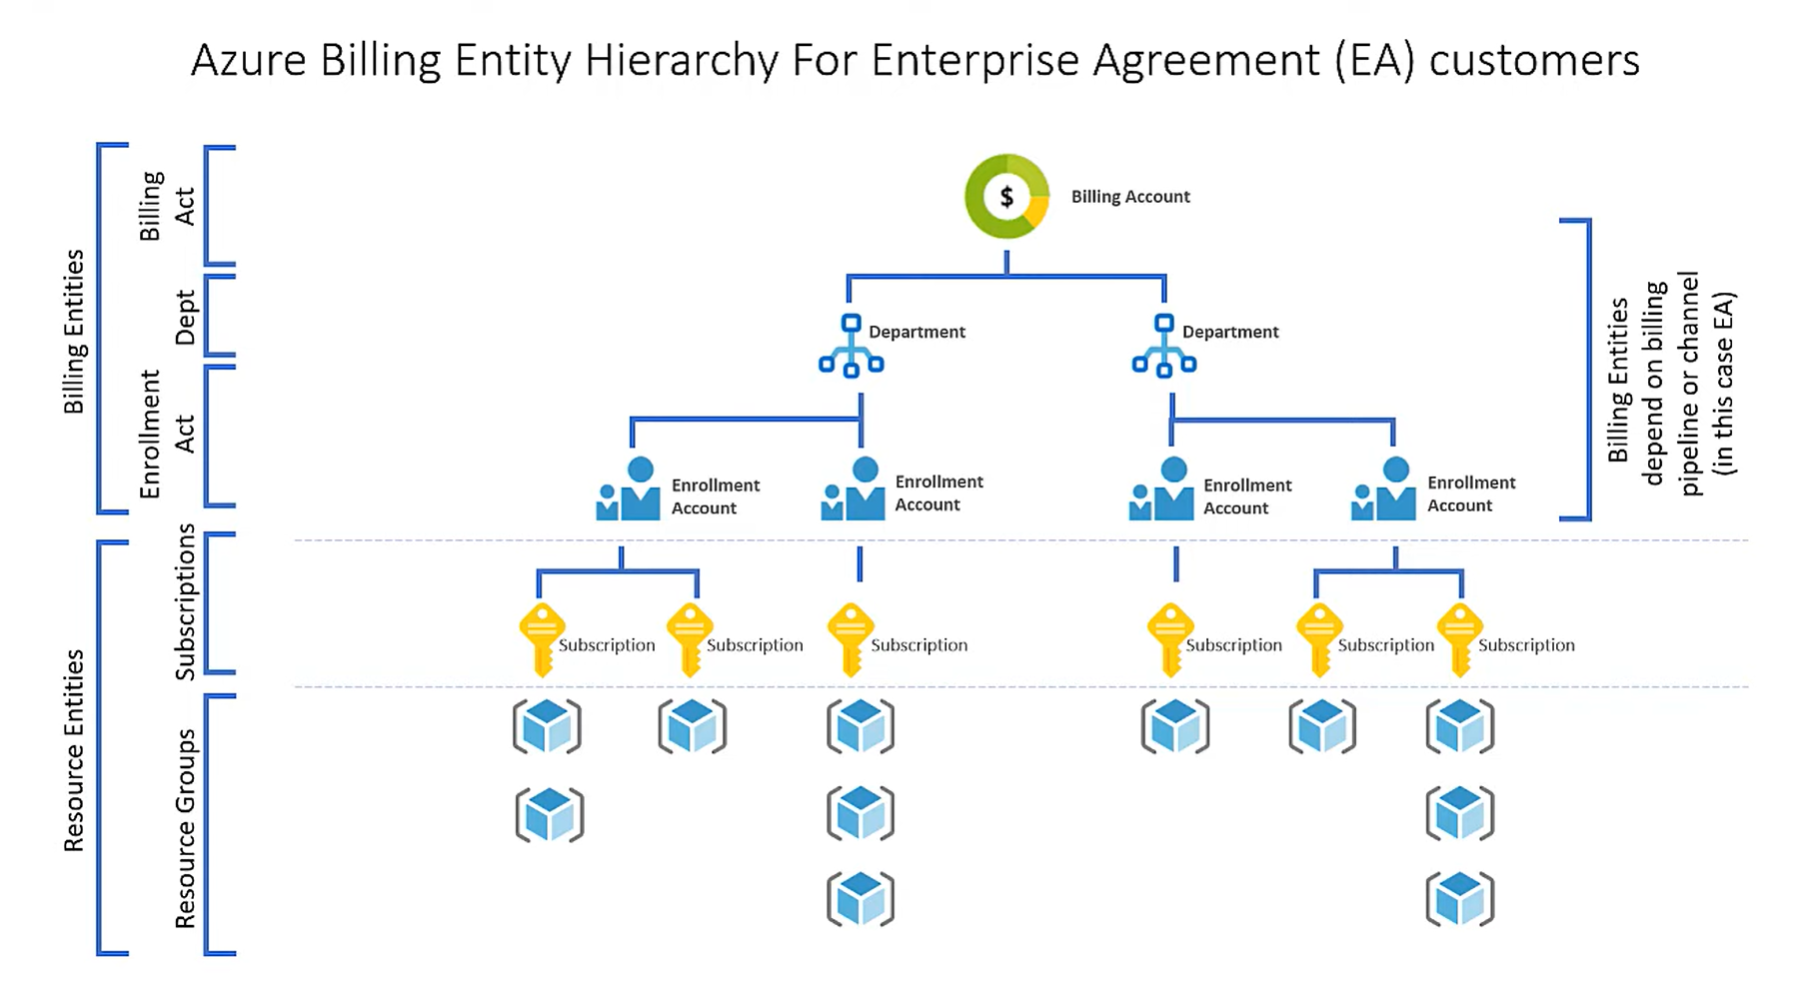 Azure Billing Entity Hierarchy For Enterprise Agreement (EA) customers
Billing Entities
Billing
Act
Dept
Enrollment
Act
$
Billing Account
Department
Department
Enrollment
Account
Enrollment
Account
Enrollment
Account
Enrollment
Account
Billing Entities
depend on billing
pipeline or channel
(in this case EA)
Resource Entities
Subscriptions
Subscription
Subscription
Subscription
Subscription
Subscription
Subscription
Resource Groups